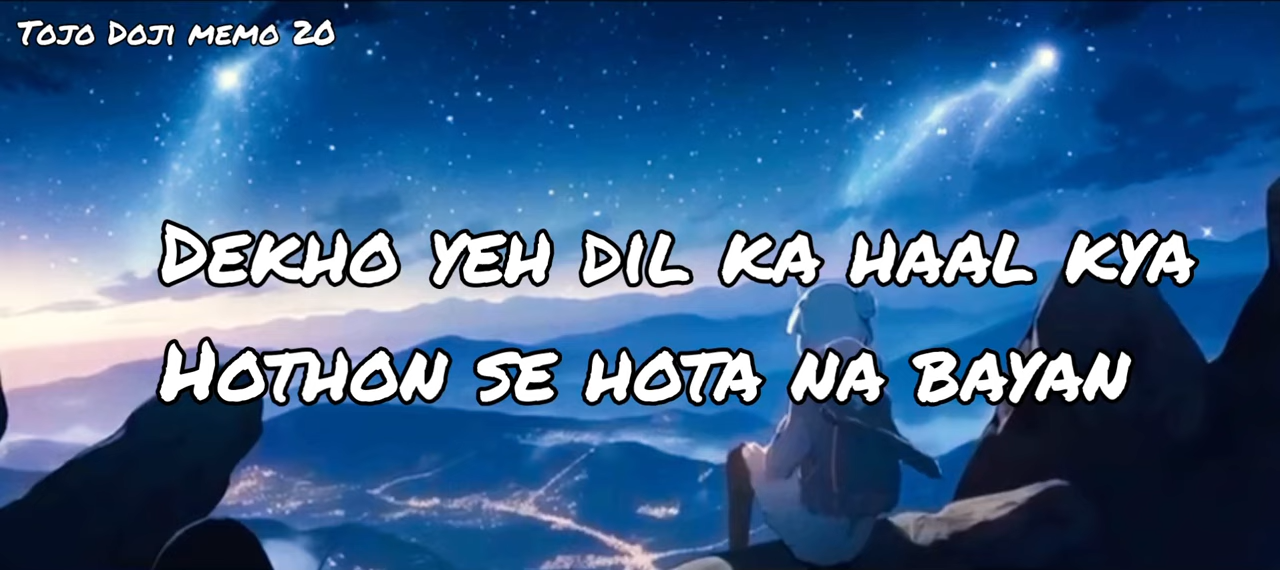 Tojo Doji memo 20
Dekho yeh dil ka haal kya
Hothon se hota na bayan